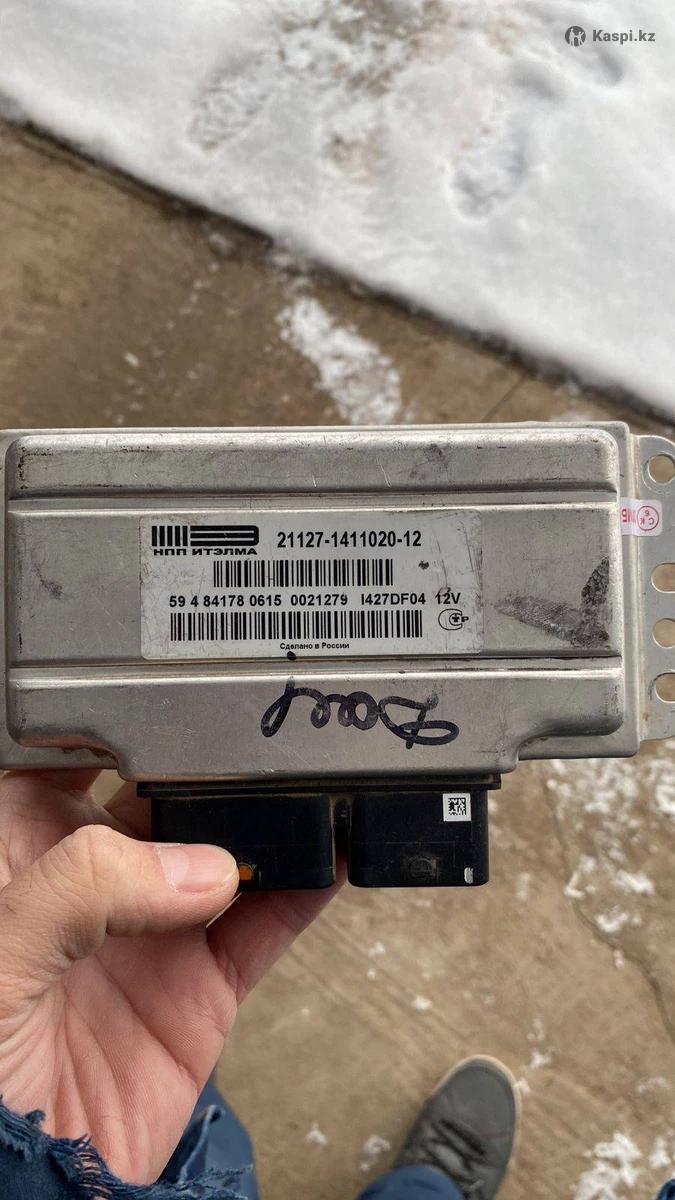 Kaspi.kz
НПП ИТЭЛМА
21127-1411020-12
59 4 84178 0615 0021279 I427DF04 12V
Сделано в России